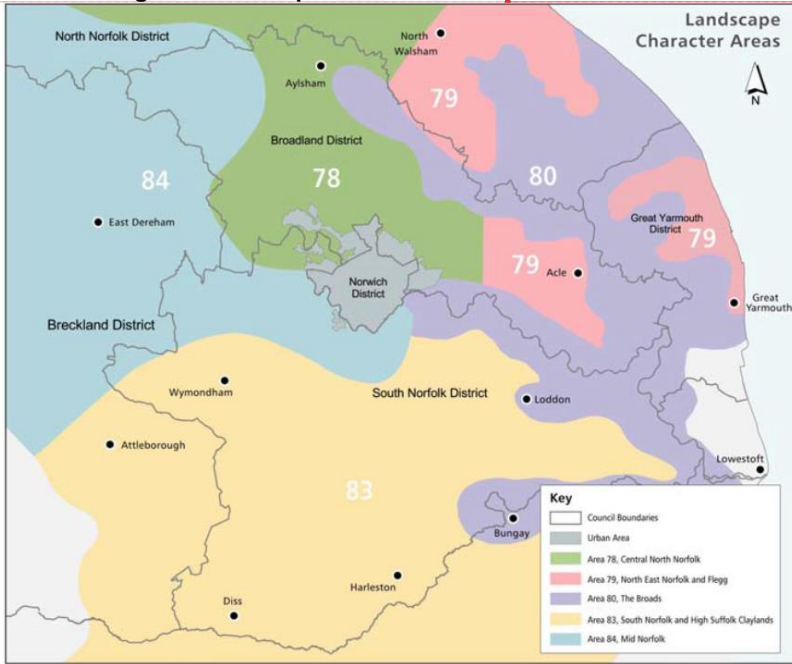 Landscape
Character Areas
N
North Norfolk District
North
Walsham
Aylsham
79
Broadland District
84
78
80
East Dereham
Great Yarmouth
District
79
79
Acle
Norwich
District
Great
Yarmouth
Breckland District
Wymondham
South Norfolk District
Loddon
Attleborough
Lowestoft
83
Bungay
Harleston
Diss
Key
Council Boundaries
Urban Area
Area 78, Central North Norfolk
Area 79, North East Norfolk and Flegg
Area 80, The Broads
Area 83, South Norfolk and High Suffolk Claylands
Area 84, Mid Norfolk